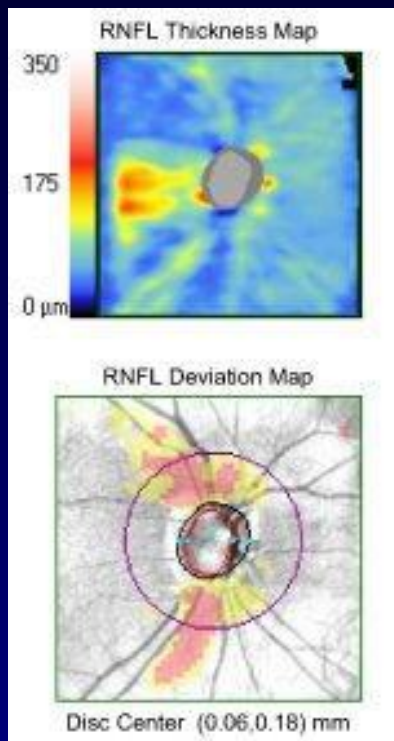 RNFL Thickness Map
350
175
0 µm
RNFL Deviation Map
Disc Center (0.06,0.18) mm